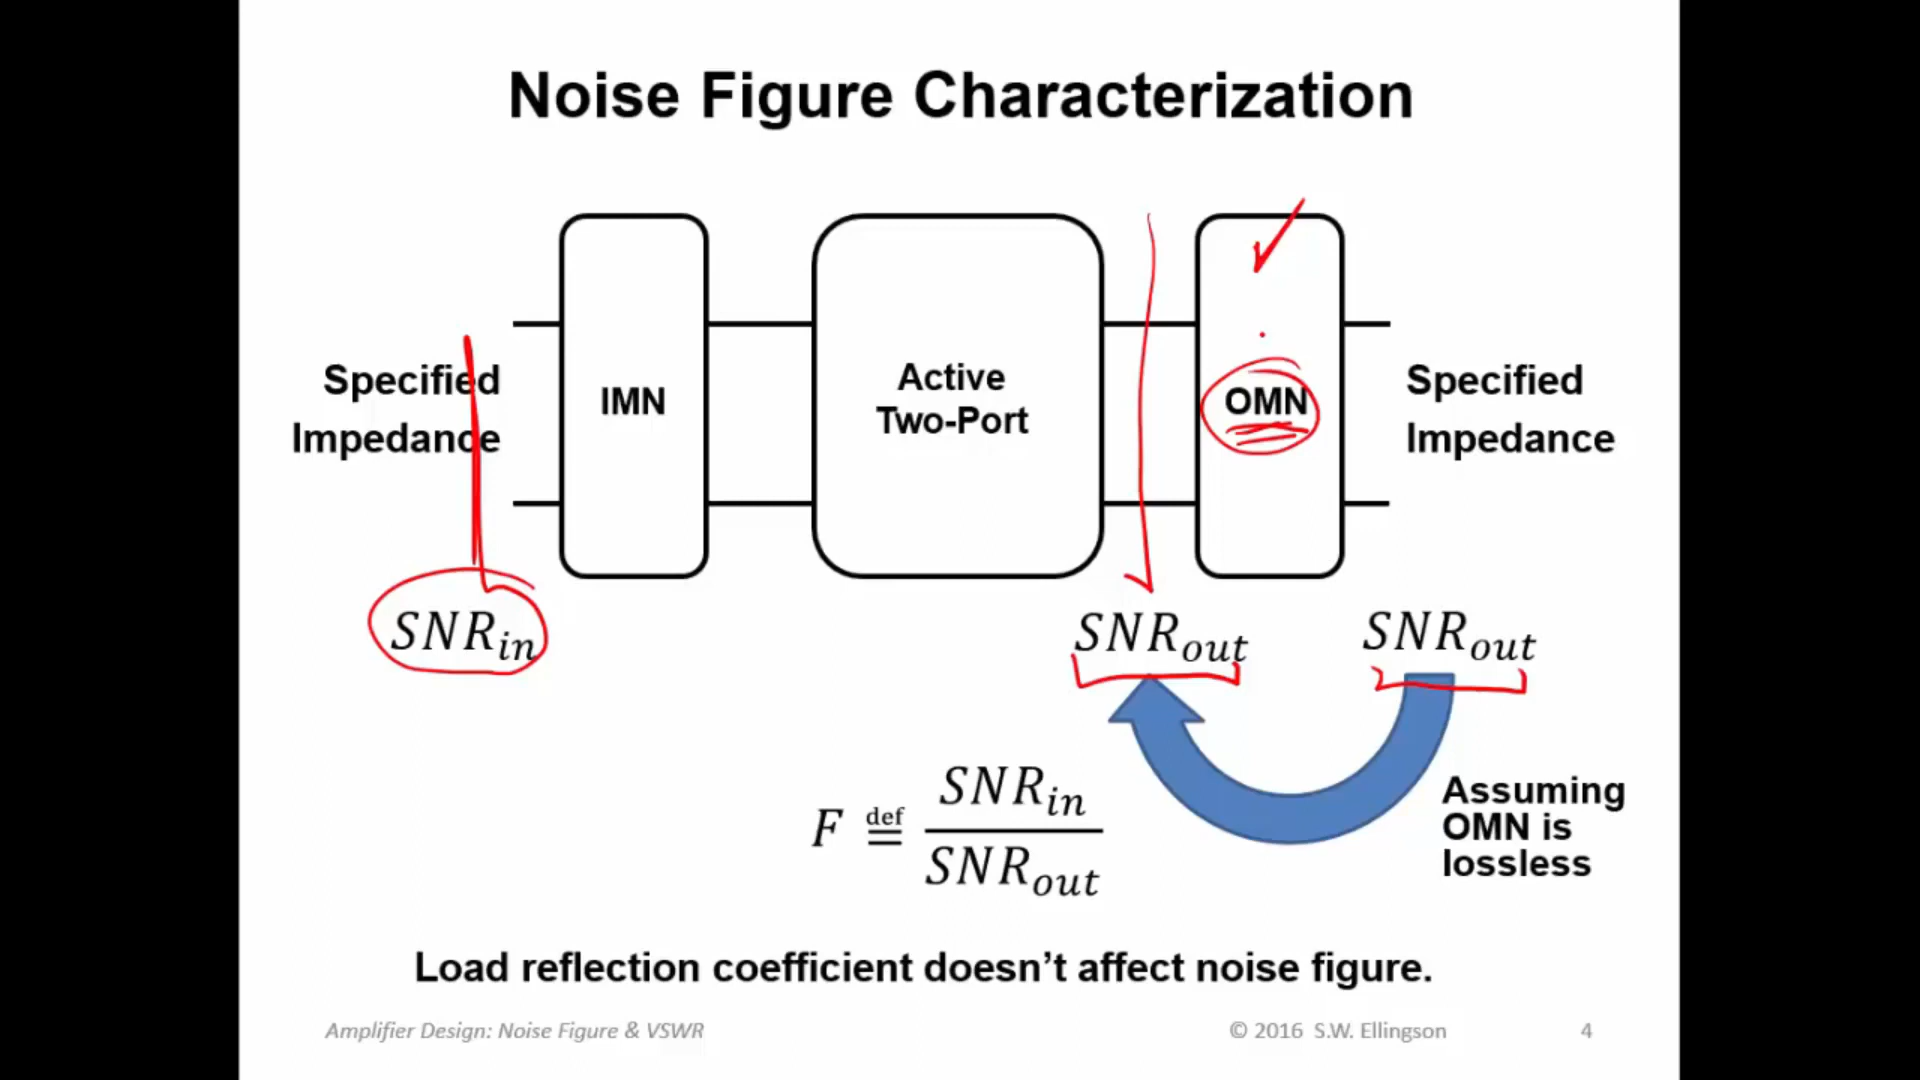 Noise Figure Characterization
Specified
Impedance
IMN
Active
Two-Port
OMN
Specified
Impedance
SNR_in
SNR_out
SNR_out
F ≝ SNR_in / SNR_out
Assuming
OMN is
lossless
Load reflection coefficient doesn't affect noise figure.
Amplifier Design: Noise Figure & VSWR
© 2016 S.W. Ellingson
4